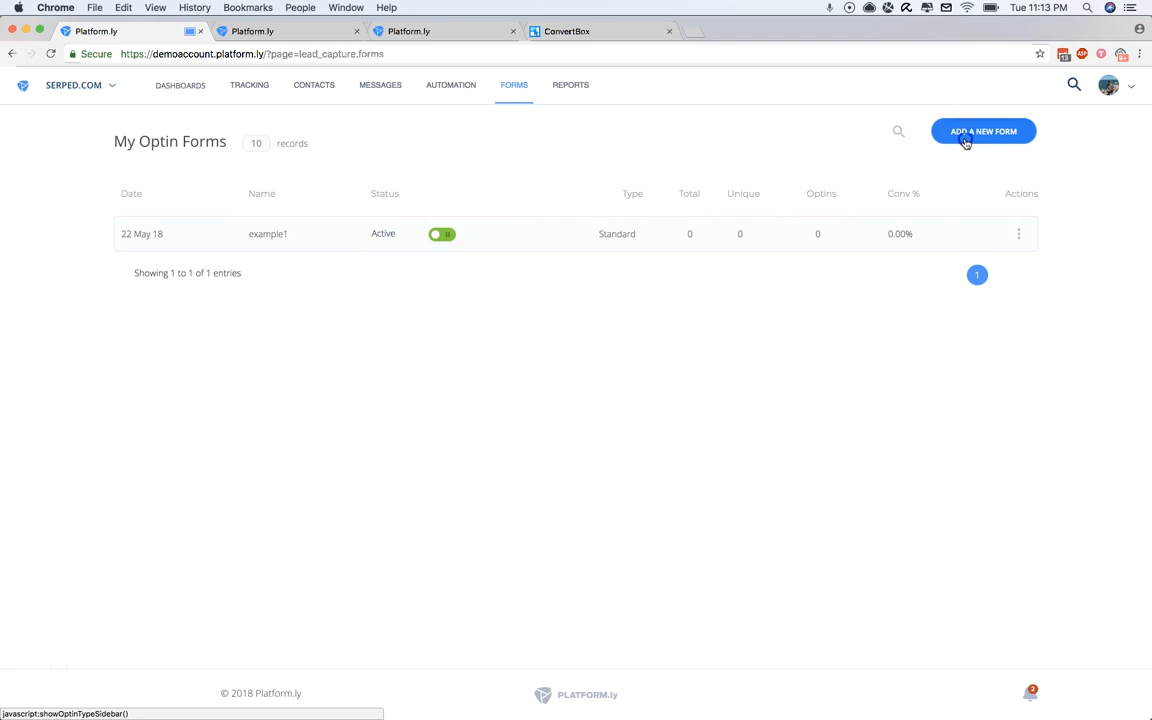 Chrome File Edit View History Bookmarks People Window Help Tue 11:13 PM
Platform.ly Platform.ly Platform.ly ConvertBox
Secure https://demoaccount.platform.ly/?page=lead_capture.forms
SERPED.COM DASHBOARDS TRACKING CONTACTS MESSAGES AUTOMATION FORMS REPORTS
My Optin Forms 10 records ADD A NEW FORM
Date Name Status Type Total Unique Optins Conv % Actions
22 May 18 example1 Active Standard 0 0 0 0.00%
Showing 1 to 1 of 1 entries 1
© 2018 Platform.ly PLATFORM.ly 2
javascript:showOptinTypeSidebar()